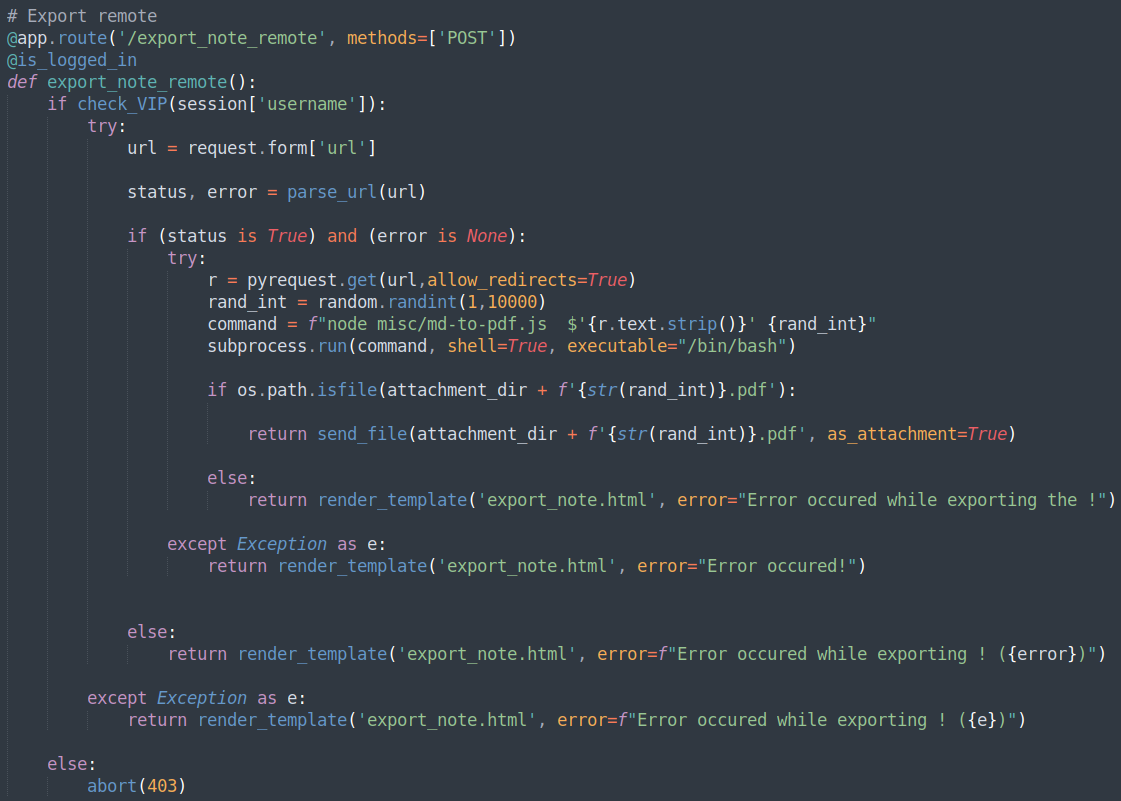 # Export remote
@app.route('/export_note_remote', methods=['POST'])
@is_logged_in
def export_note_remote():
    if check_VIP(session['username']):
        try:
            url = request.form['url']

            status, error = parse_url(url)

            if (status is True) and (error is None):
                try:
                    r = pyrequest.get(url,allow_redirects=True)
                    rand_int = random.randint(1,10000)
                    command = f"node misc/md-to-pdf.js  $'{r.text.strip()}' {rand_int}"
                    subprocess.run(command, shell=True, executable="/bin/bash")

                    if os.path.isfile(attachment_dir + f'{str(rand_int)}.pdf'):

                        return send_file(attachment_dir + f'{str(rand_int)}.pdf', as_attachment=True)

                    else:
                        return render_template('export_note.html', error="Error occured while exporting the !")

                except Exception as e:
                    return render_template('export_note.html', error="Error occured!")


            else:
                return render_template('export_note.html', error=f"Error occured while exporting ! ({error})")

        except Exception as e:
            return render_template('export_note.html', error=f"Error occured while exporting ! ({e})")

    else:
        abort(403)